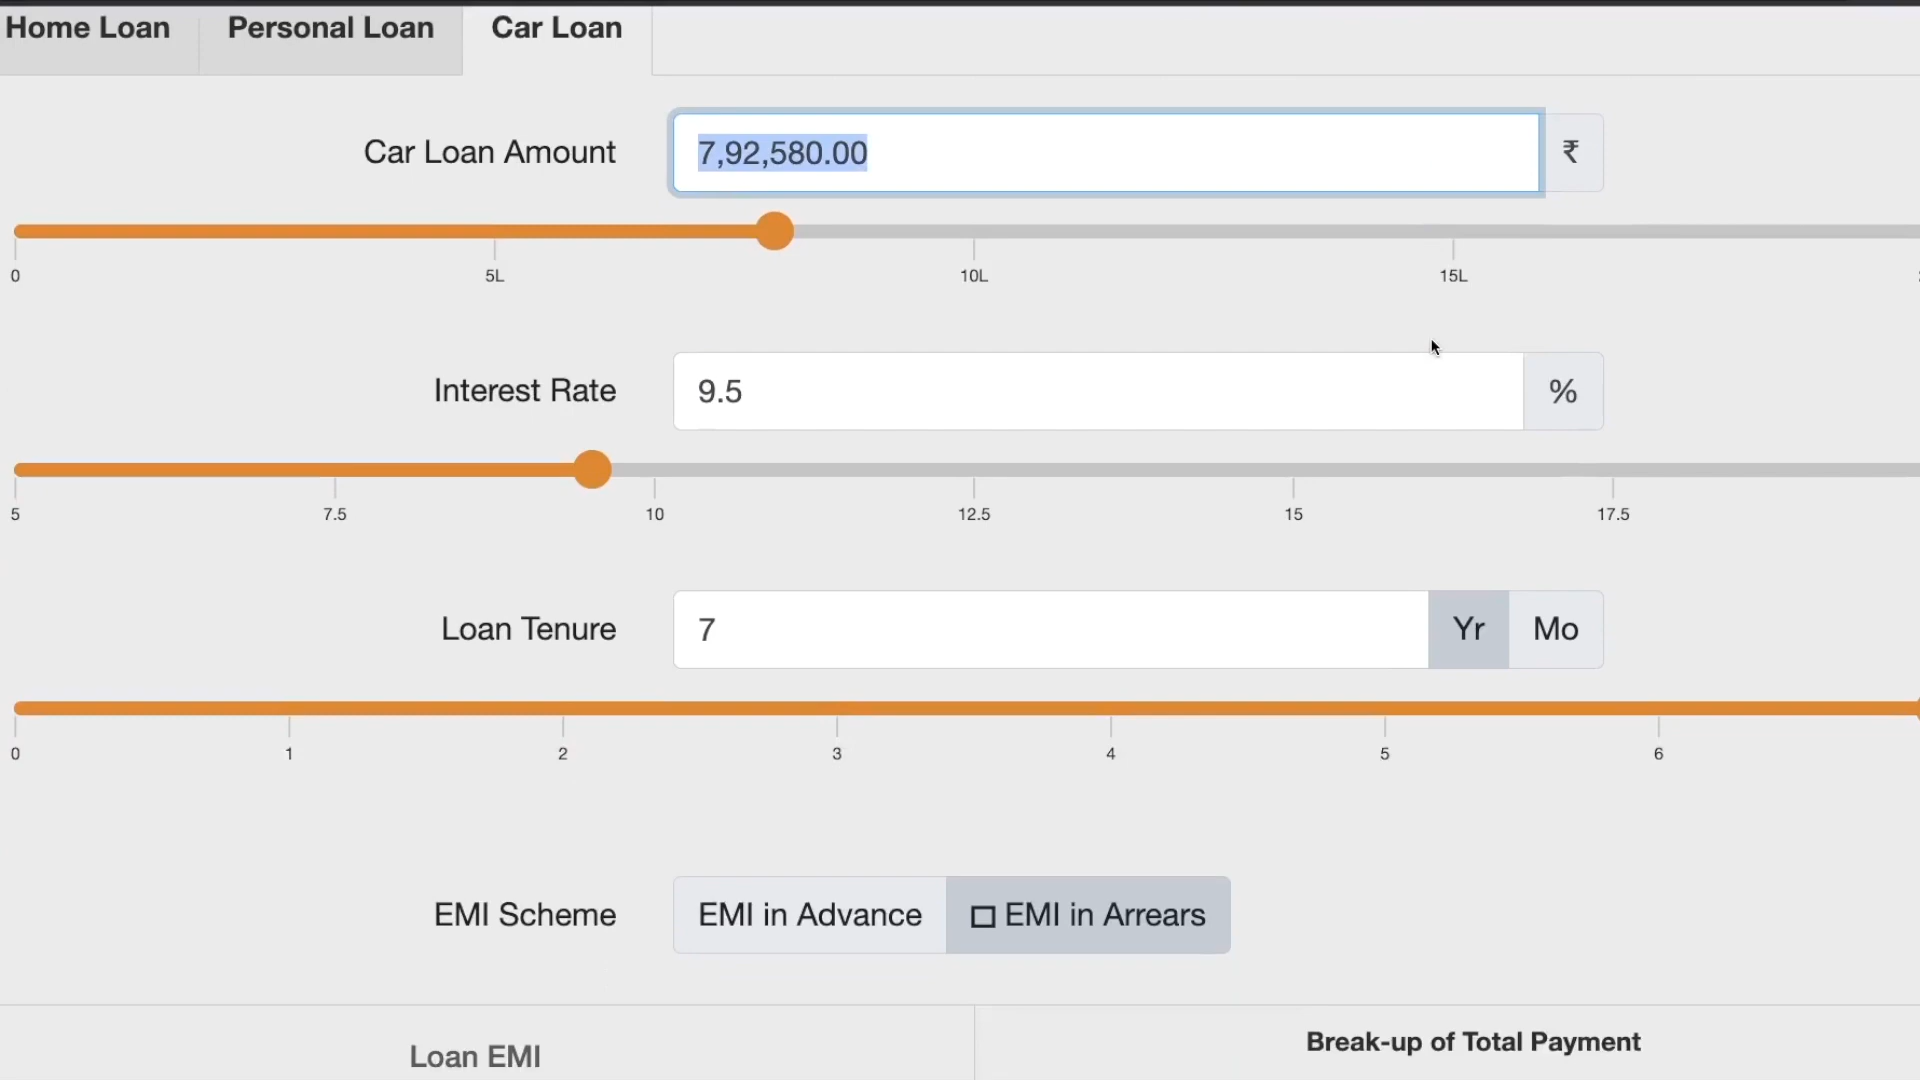 Home Loan Personal Loan Car Loan
Car Loan Amount 7,92,580.00 ₹
0 5L 10L 15L
Interest Rate 9.5 %
5 7.5 10 12.5 15 17.5
Loan Tenure 7 Yr Mo
0 1 2 3 4 5 6
EMI Scheme EMI in Advance EMI in Arrears
Loan EMI
Break-up of Total Payment